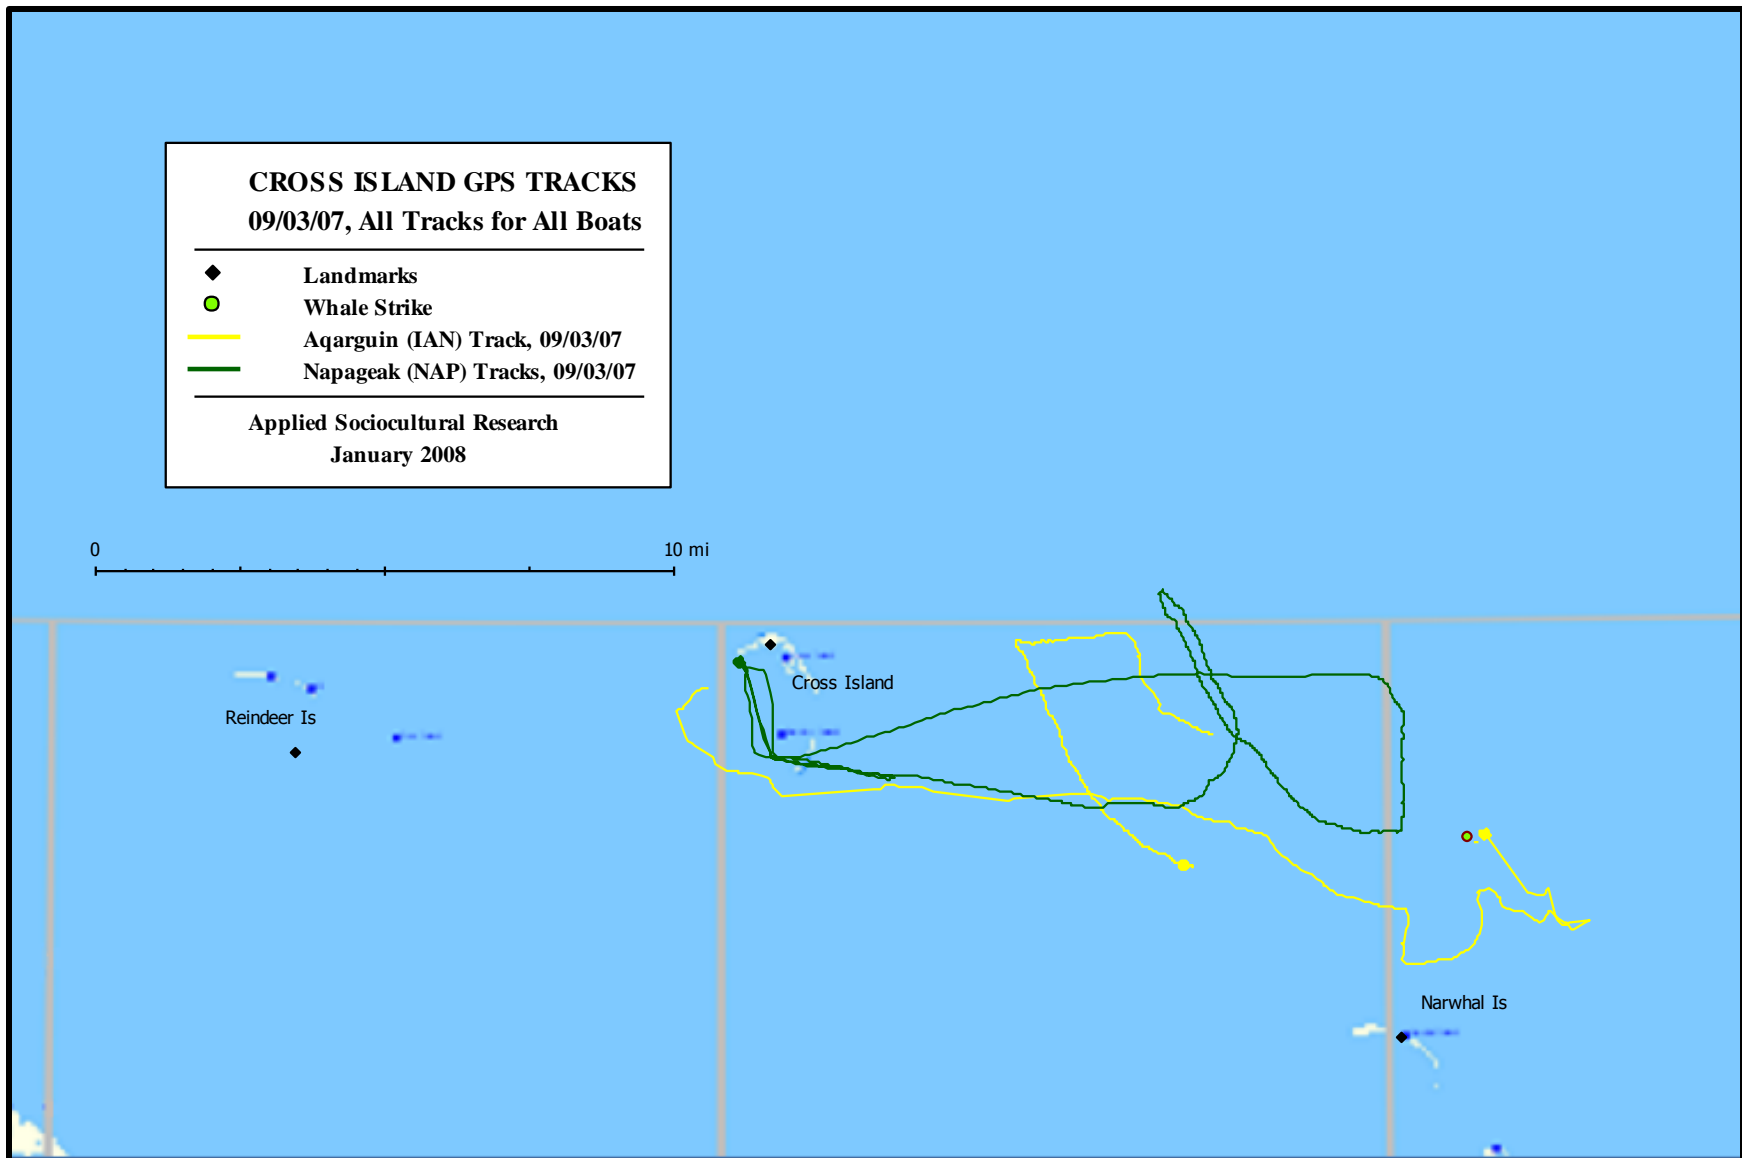 CROSS ISLAND GPS TRACKS
09/03/07, All Tracks for All Boats
Landmarks
Whale Strike
Aqarguin (IAN) Track, 09/03/07
Napageak (NAP) Tracks, 09/03/07
Applied Sociocultural Research
January 2008
0 10 mi
Cross Island
Reindeer Is
Narwhal Is